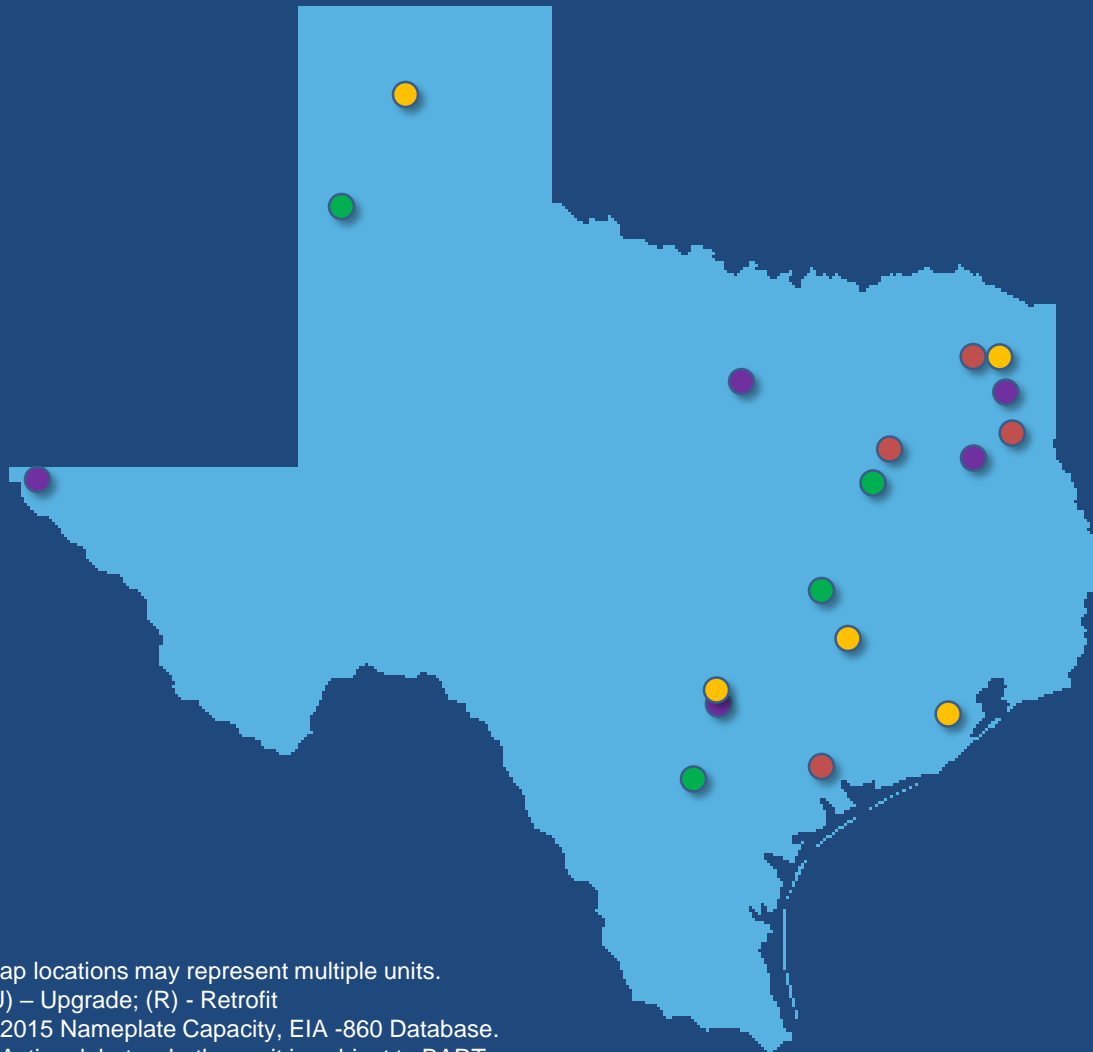 ap locations may represent multiple units.
) – Upgrade; (R) - Retrofit
2015 Nameplate Capacity, EIA -860 Database.